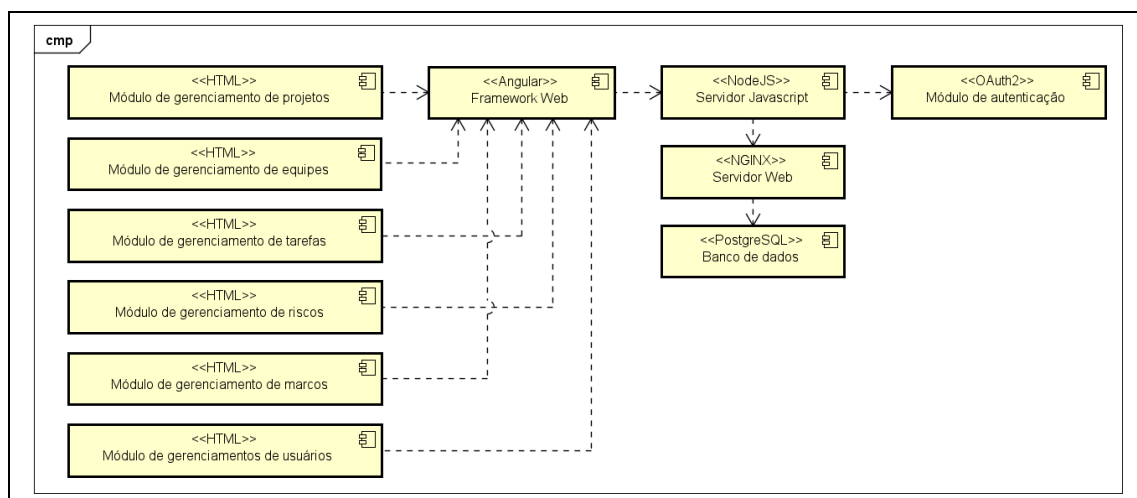 cmp
<<HTML>>
Módulo de gerenciamento de projetos
<<Angular>>
Framework Web
<<NodeJS>>
Servidor Javascript
<<OAuth2>>
Módulo de autenticação
<<HTML>>
Módulo de gerenciamento de equipes
<<NGINX>>
Servidor Web
<<HTML>>
Módulo de gerenciamento de tarefas
<<PostgreSQL>>
Banco de dados
<<HTML>>
Módulo de gerenciamento de riscos
<<HTML>>
Módulo de gerenciamento de marcos
<<HTML>>
Módulo de gerenciamentos de usuários